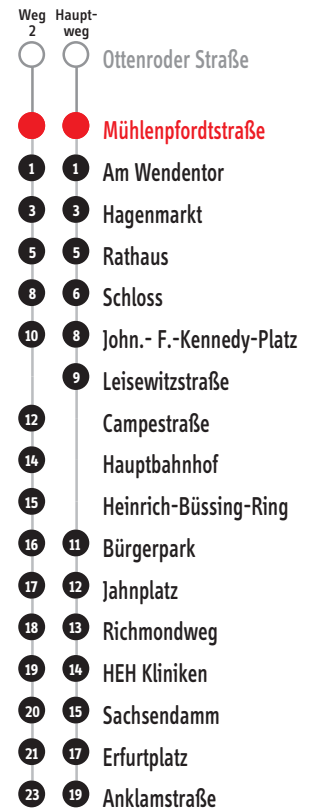 Weg Haupt-
2 weg
Ottenroder Straße
Mühlenpfordtstraße
1 1 Am Wendentor
3 3 Hagenmarkt
5 5 Rathaus
8 6 Schloss
10 8 John.- F.-Kennedy-Platz
9 Leisewitzstraße
12 Campestraße
14 Hauptbahnhof
15 Heinrich-Büssing-Ring
16 11 Bürgerpark
17 12 Jahnplatz
18 13 Richmondweg
19 14 HEH Kliniken
20 15 Sachsendamm
21 17 Erfurtplatz
23 19 Anklamstraße